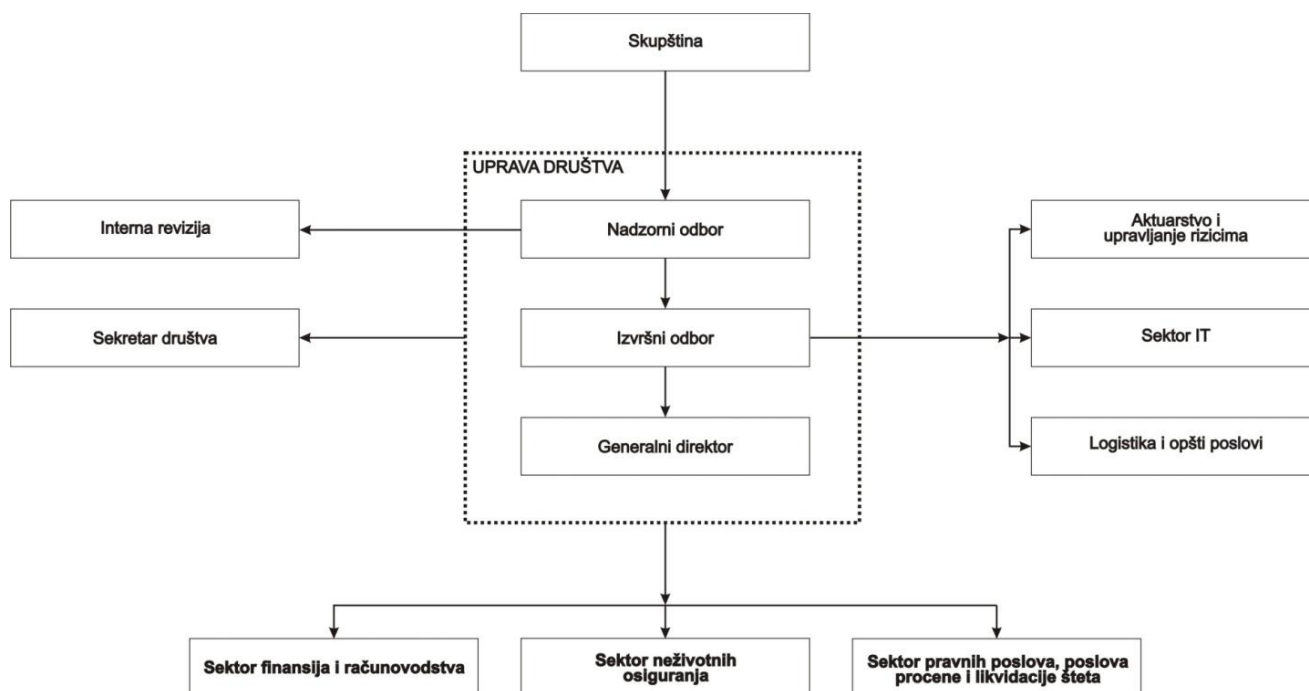 Skupština
UPRAVA DRUŠTVA
Interna revizija
Nadzorni odbor
Aktuarstvo i
upravljanje rizicima
Sekretar društva
Izvršni odbor
Sektor IT
Generalni direktor
Logistika i opšti poslovi
Sektor finansija i računovodstva
Sektor neživotnih
osiguranja
Sektor pravnih poslova, poslova
procene i likvidacije šteta